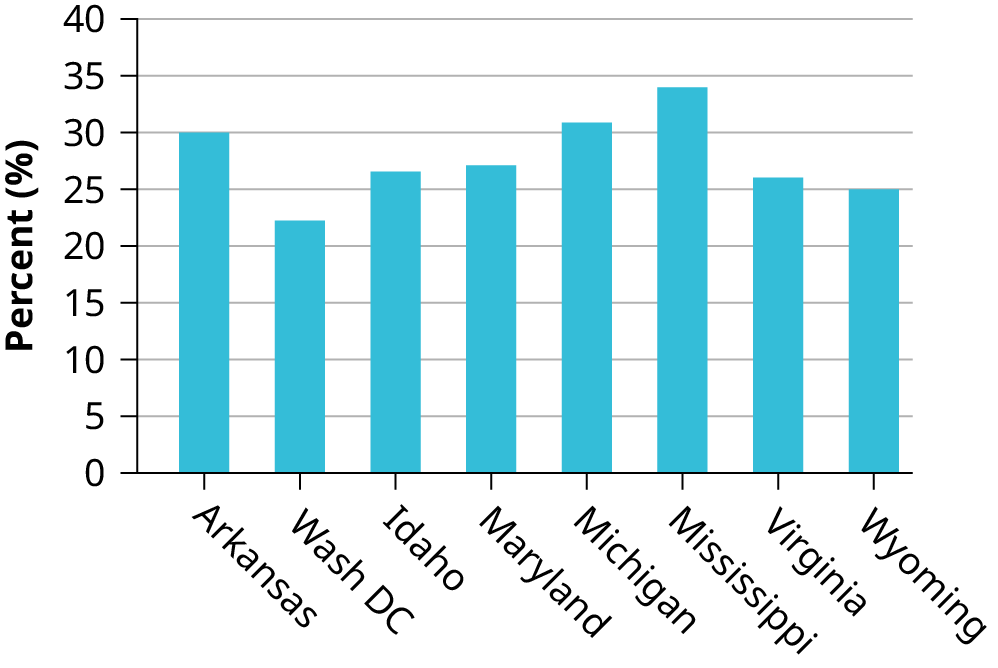 40
35
30
25
20
15
10
5
0
Percent (%)
Arkansas
Wash DC
Idaho
Maryland
Michigan
Mississippi
Virginia
Wyoming